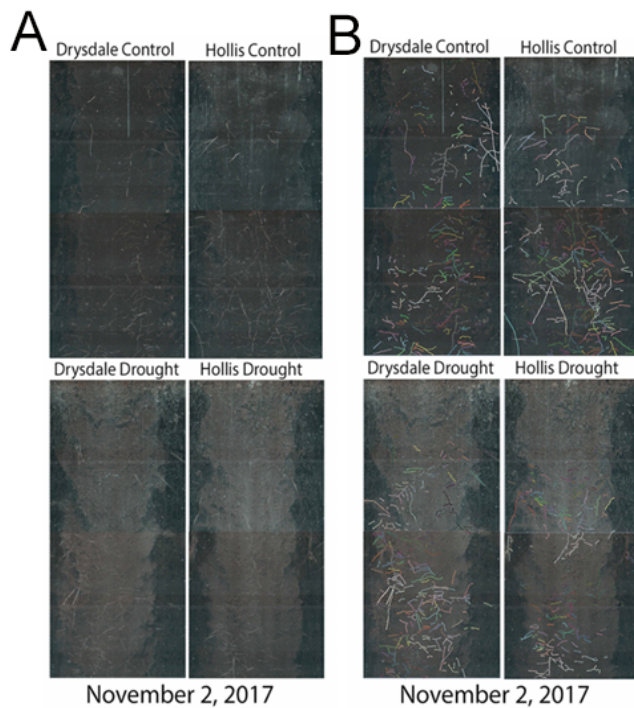 A
Drysdale Control
Hollis Control
Drysdale Drought
Hollis Drought
November 2, 2017
B
Drysdale Control
Hollis Control
Drysdale Drought
Hollis Drought
November 2, 2017